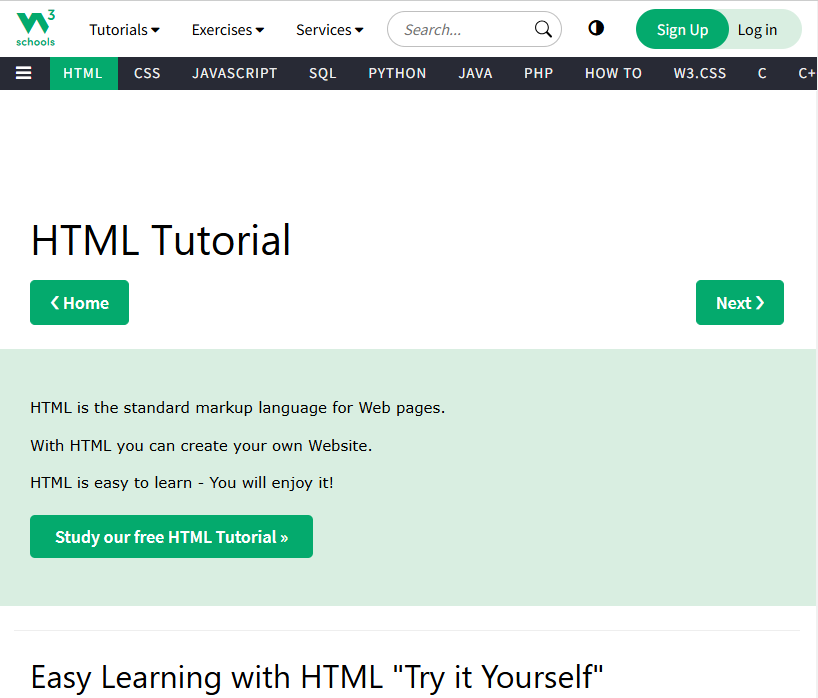 W3
schools
Tutorials
Exercises
Services
Search...
Sign Up
Log in
HTML
CSS
JAVASCRIPT
SQL
PYTHON
JAVA
PHP
HOW TO
W3.CSS
C
C+
HTML Tutorial
❮ Home
Next ❯
HTML is the standard markup language for Web pages.
With HTML you can create your own Website.
HTML is easy to learn - You will enjoy it!
Study our free HTML Tutorial »
Easy Learning with HTML "Try it Yourself"